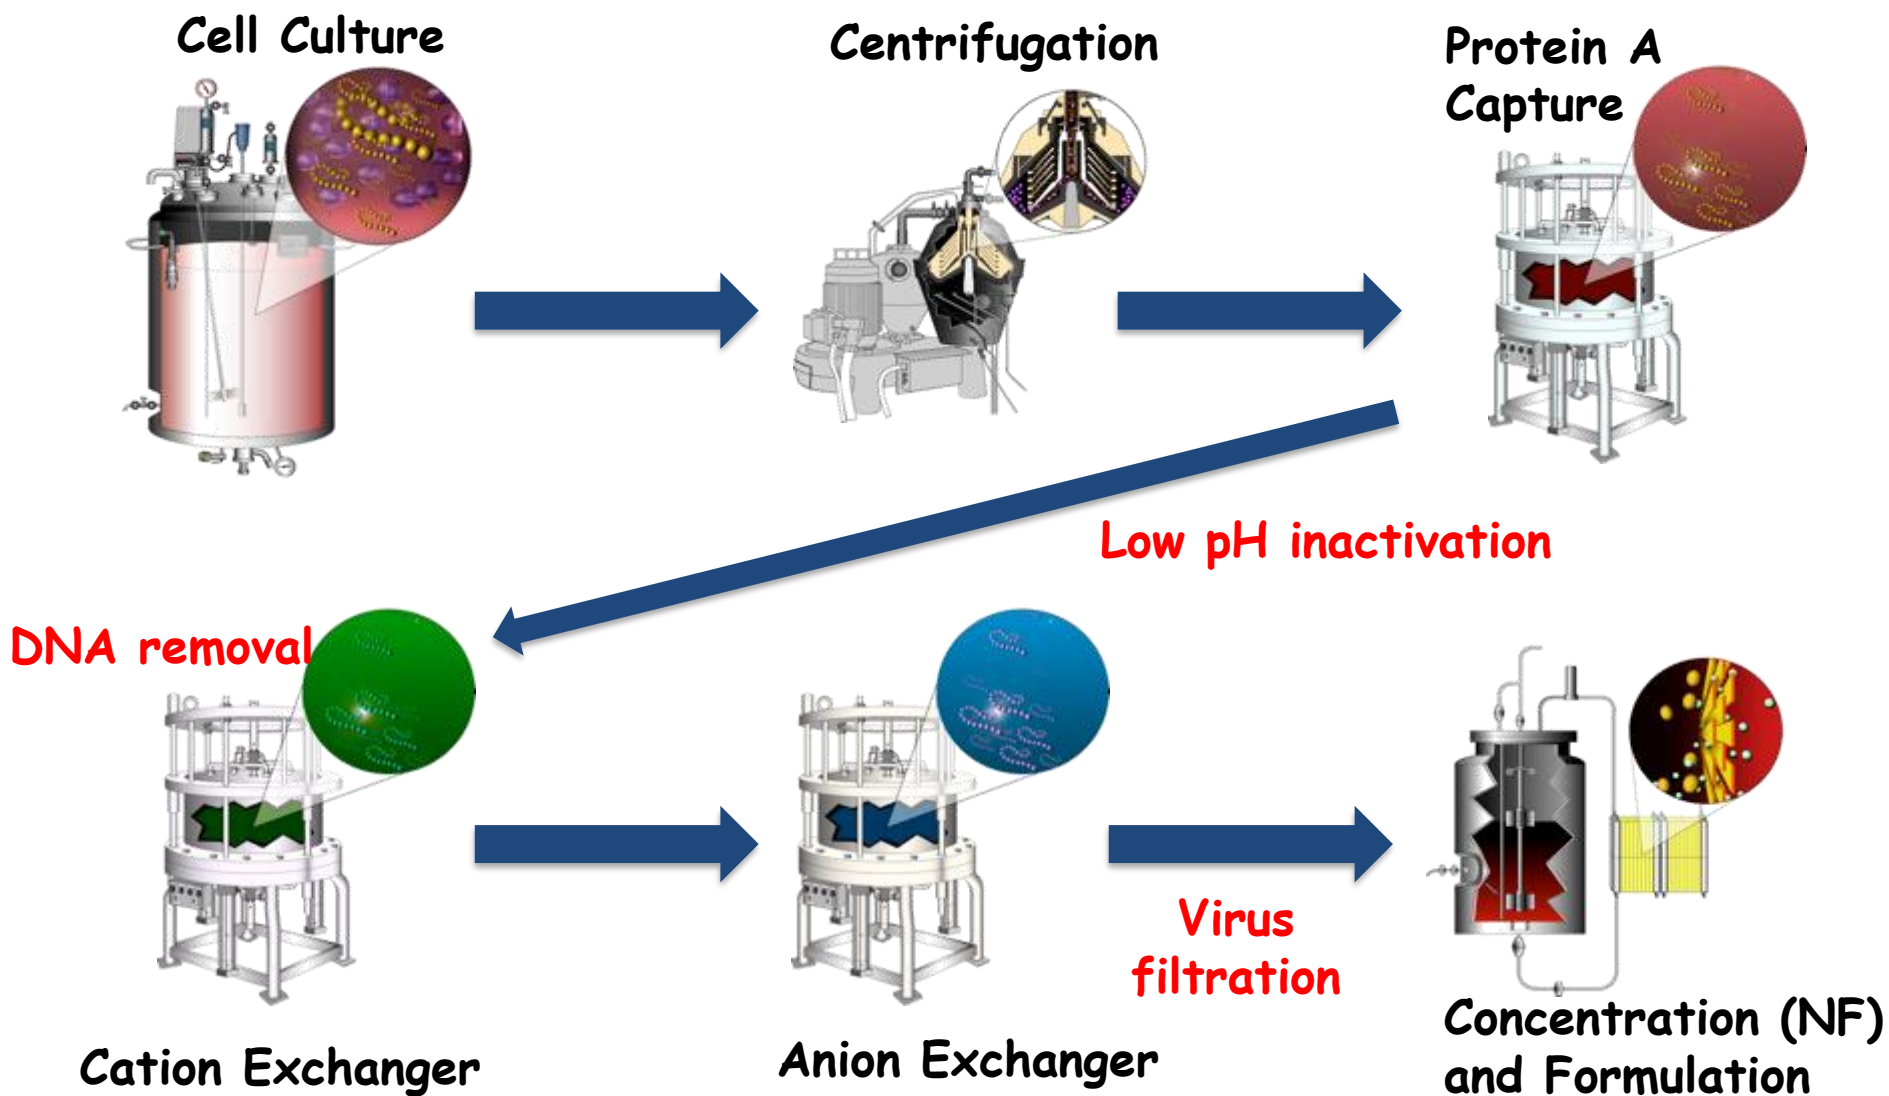 Cell Culture
Centrifugation
Protein A
Capture
Low pH inactivation
DNA removal
Virus
filtration
Cation Exchanger
Anion Exchanger
Concentration (NF)
and Formulation